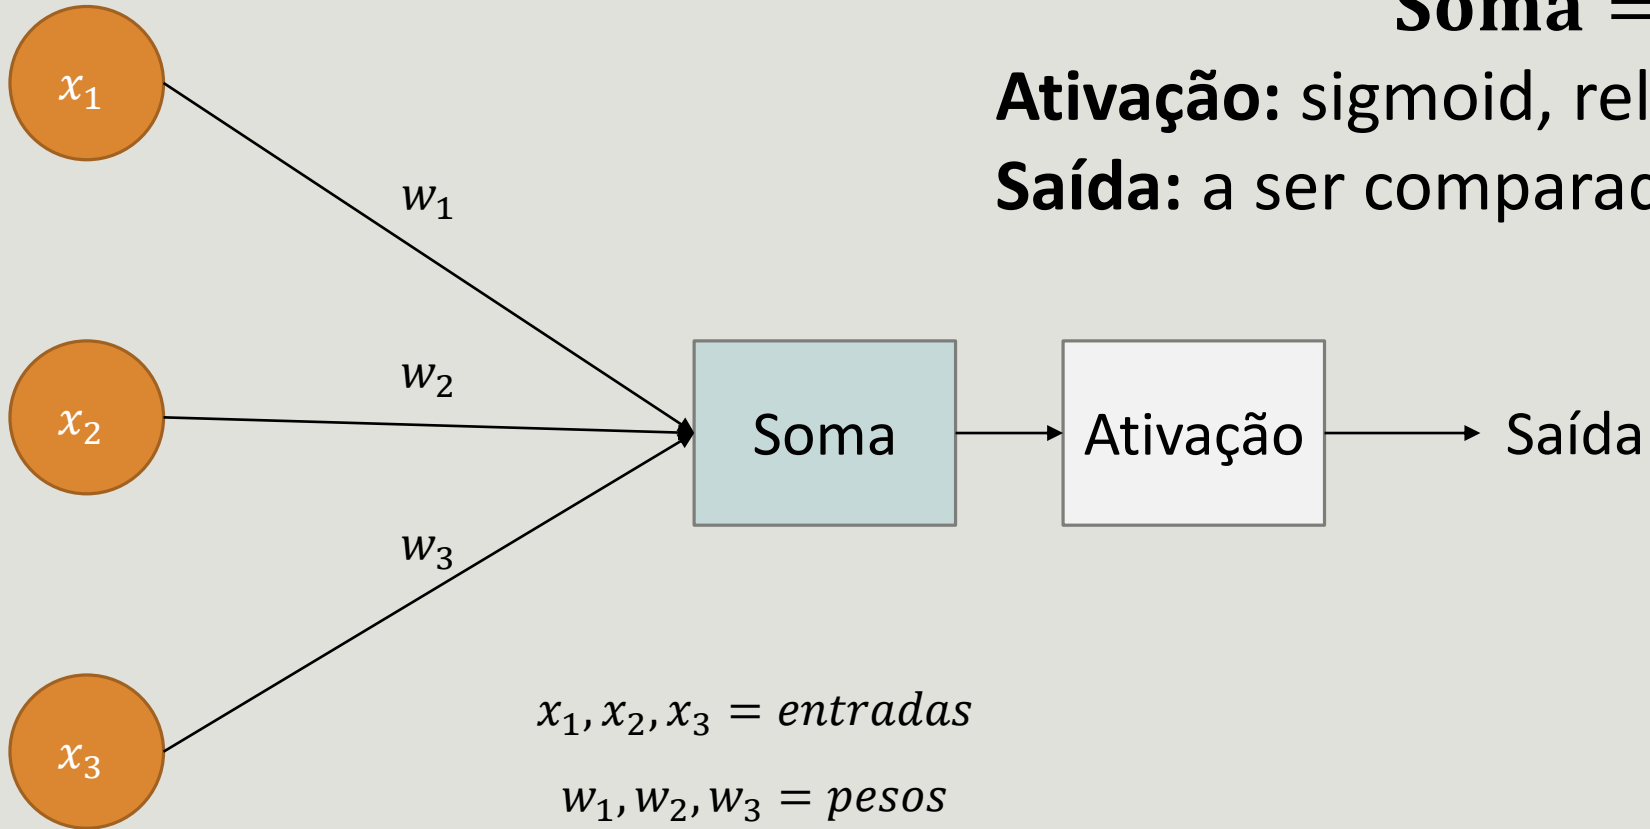 Soma =
Ativação: sigmoid, rel
Saída: a ser comparad
x₁
w₁
w₂
x₂
Soma
Ativação
Saída
w₃
x₁, x₂, x₃ = entradas
x₃
w₁, w₂, w₃ = pesos